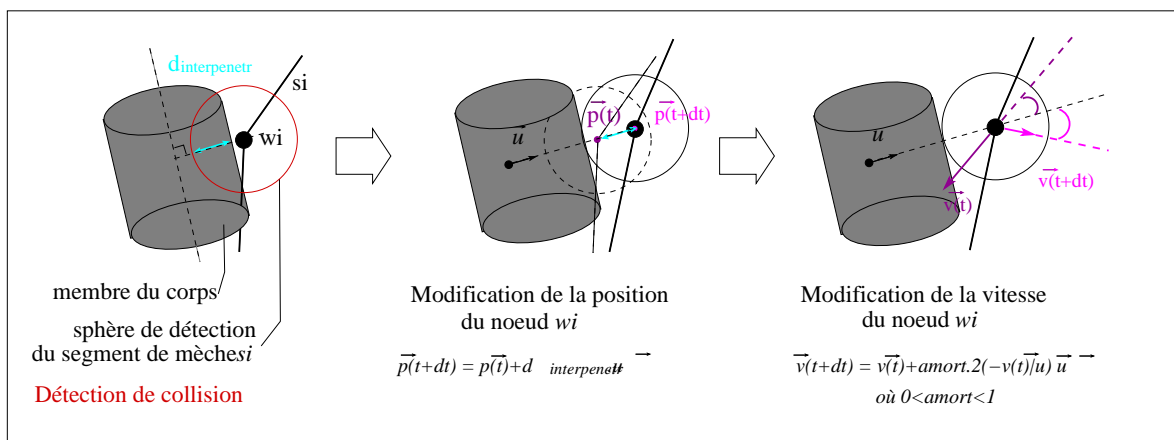 d interpenetr
si
wi
membre du corps
sphère de détection
du segment de mèchesi
Détection de collision
u
p(t)
p(t+dt)
Modification de la position
du noeud wi
p(t+dt) = p(t)+d interpenetr u
u
v(t)
v(t+dt)
Modification de la vitesse
du noeud wi
v(t+dt) = v(t)+amort.2(−v(t)/u) u
où 0<amort<1